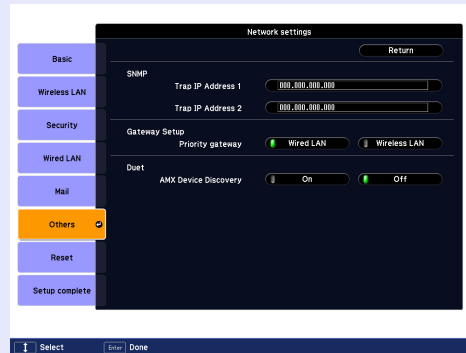 Network settings
Return
Basic
SNMP
Trap IP Address 1 000.000.000.000
Wireless LAN
Trap IP Address 2 000.000.000.000
Security
Gateway Setup
Priority gateway Wired LAN Wireless LAN
Wired LAN
Duet
AMX Device Discovery On Off
Mail
Others
Reset
Setup complete
Select Enter Done